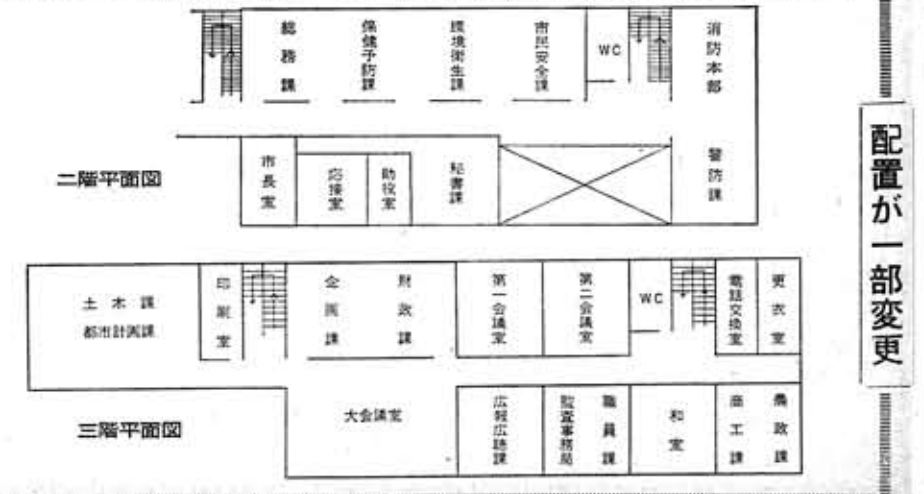 配置が一部変更
総務課
保健予防課
環境衛生課
市民安全課
WC
消防本部
警防課
二階平面図
市長室
応接室
助役室
秘書課
土木課
都市計画課
印刷室
企画課
財政課
第一会議室
第二会議室
WC
電話交換室
更衣室
三階平面図
大会議室
広報広聴課
監査事務局
職員課
和室
商工課
農政課